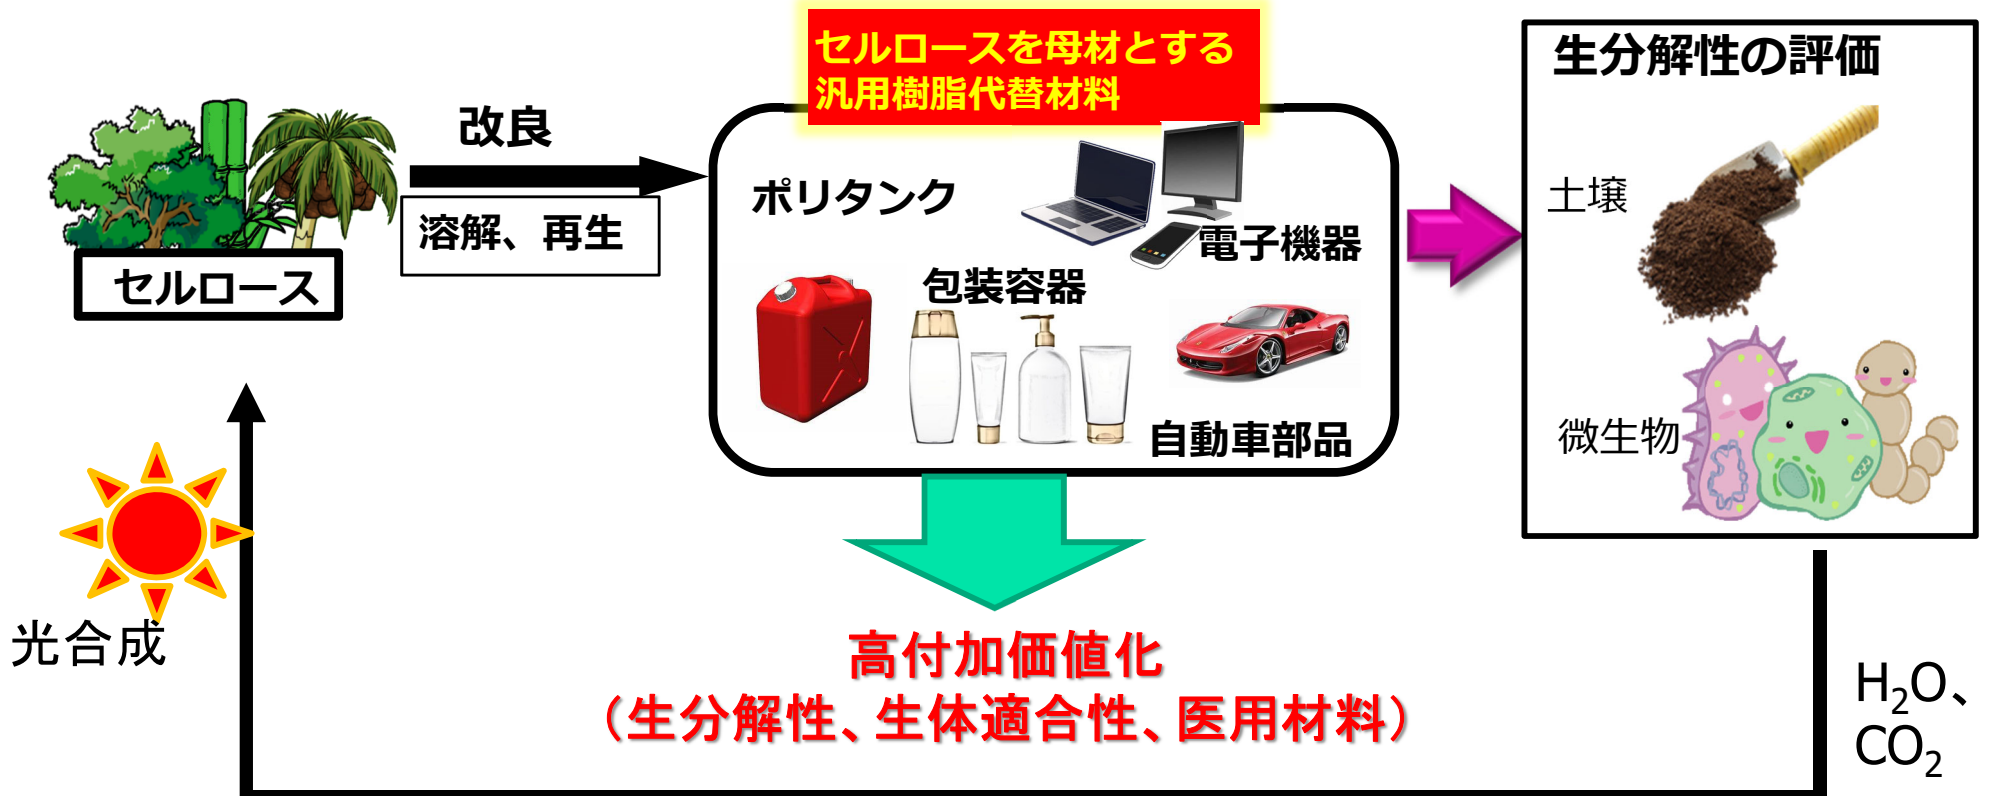 セルロースを母材とする
汎用樹脂代替材料
生分解性の評価
改良
溶解、再生
セルロース
ポリタンク
電子機器
包装容器
自動車部品
土壌
微生物
光合成
高付加価値化
（生分解性、生体適合性、医用材料）
H₂O、
CO₂